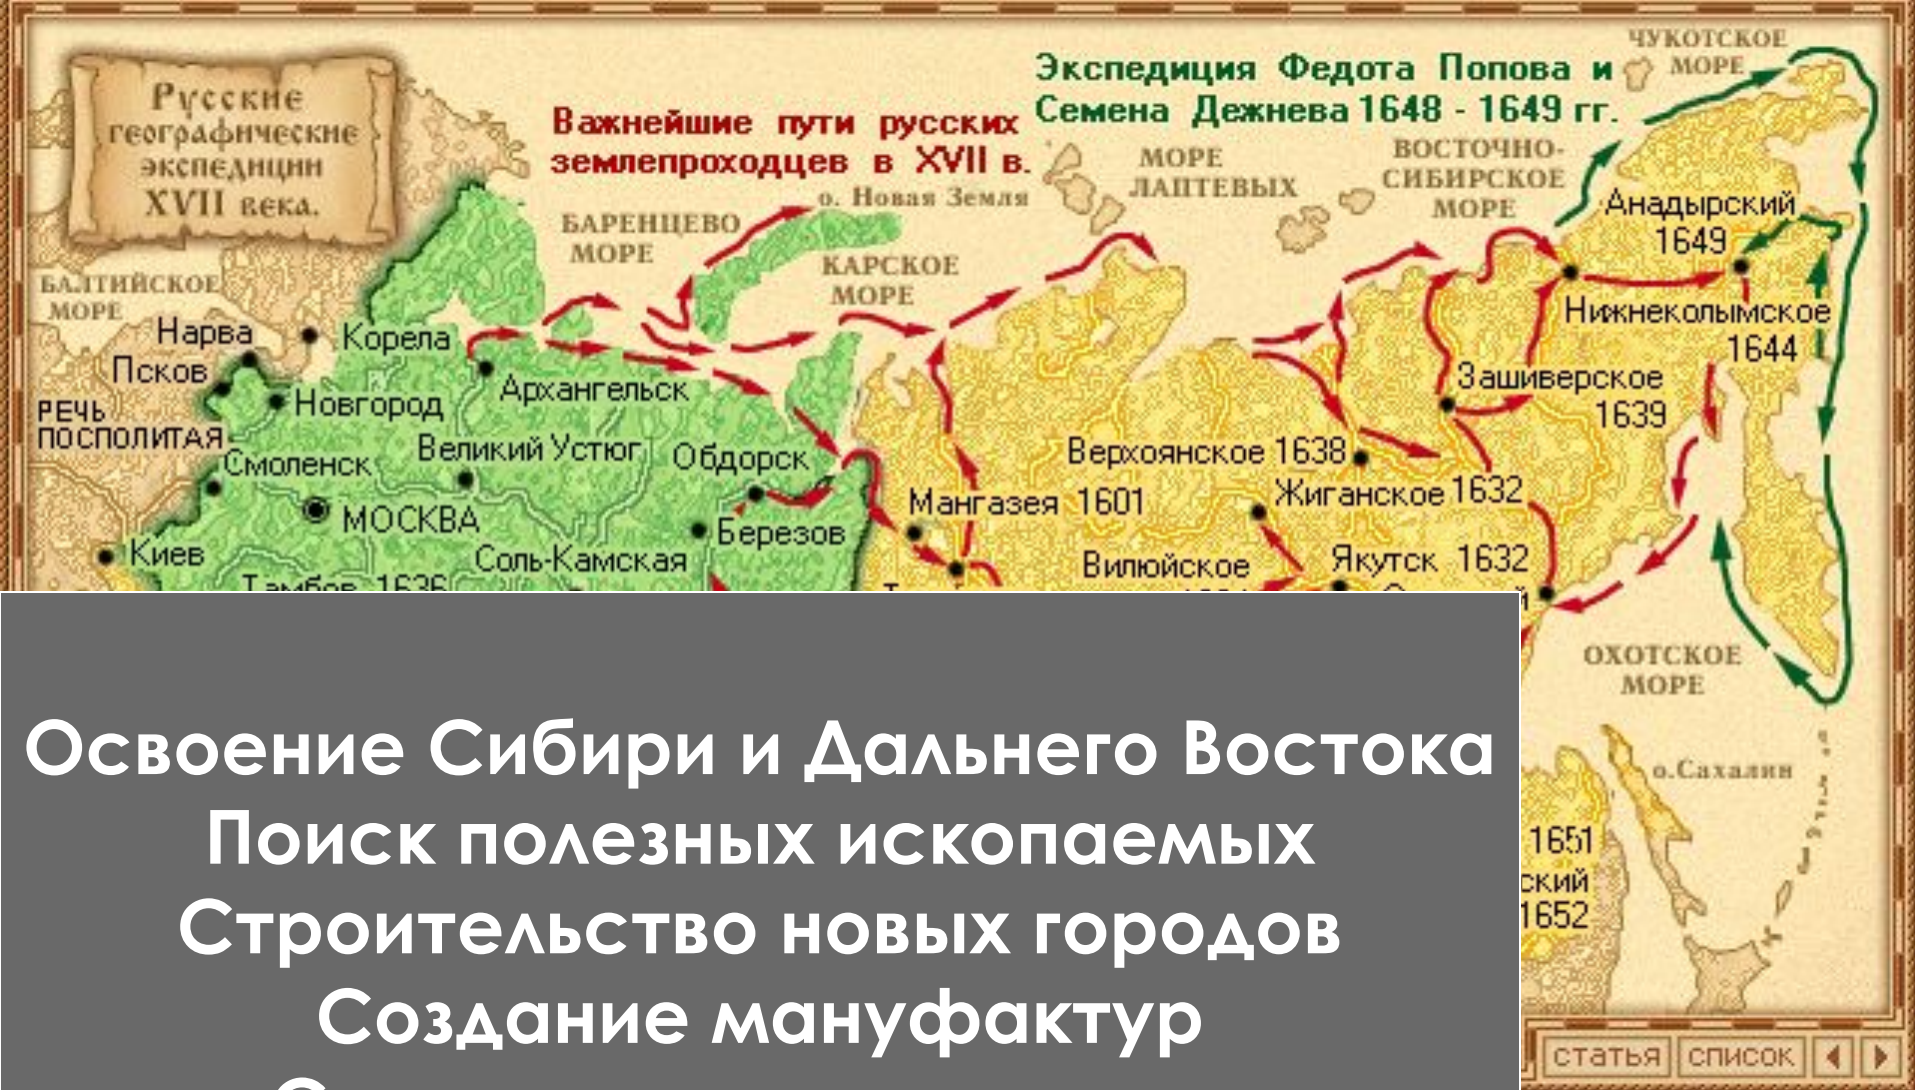 Русские
географические
экспедиции
XVII века.
Важнейшие пути русских
землепроходцев в XVII в.
Экспедиция Федота Попова и
Семена Дежнева 1648 - 1649 гг.
ЧУКОТСКОЕ
МОРЕ
МОРЕ
ЛАПТЕВЫХ
ВОСТОЧНО-
СИБИРСКОЕ
МОРЕ
о. Новая Земля
БАРЕНЦЕВО
МОРЕ
КАРСКОЕ
МОРЕ
Анадырский
1649
БАЛТИЙСКОЕ
МОРЕ
Нарва
Корела
Псков
Архангельск
Новгород
РЕЧЬ
ПОСПОЛИТАЯ
Нижнеколымское
1644
Зашиверское
1639
Великий Устюг
Обдорск
Смоленск
Верхоянское 1638
Жиганское 1632
Мангазея 1601
МОСКВА
Березов
Киев
Соль-Камская
Вилюйское
Якутск 1632
Тамбов 1636
ОХОТСКОЕ
МОРЕ
о.Сахалин
1651
ский
1652
Освоение Сибири и Дальнего Востока
Поиск полезных ископаемых
Строительство новых городов
Создание мануфактур
статья
список